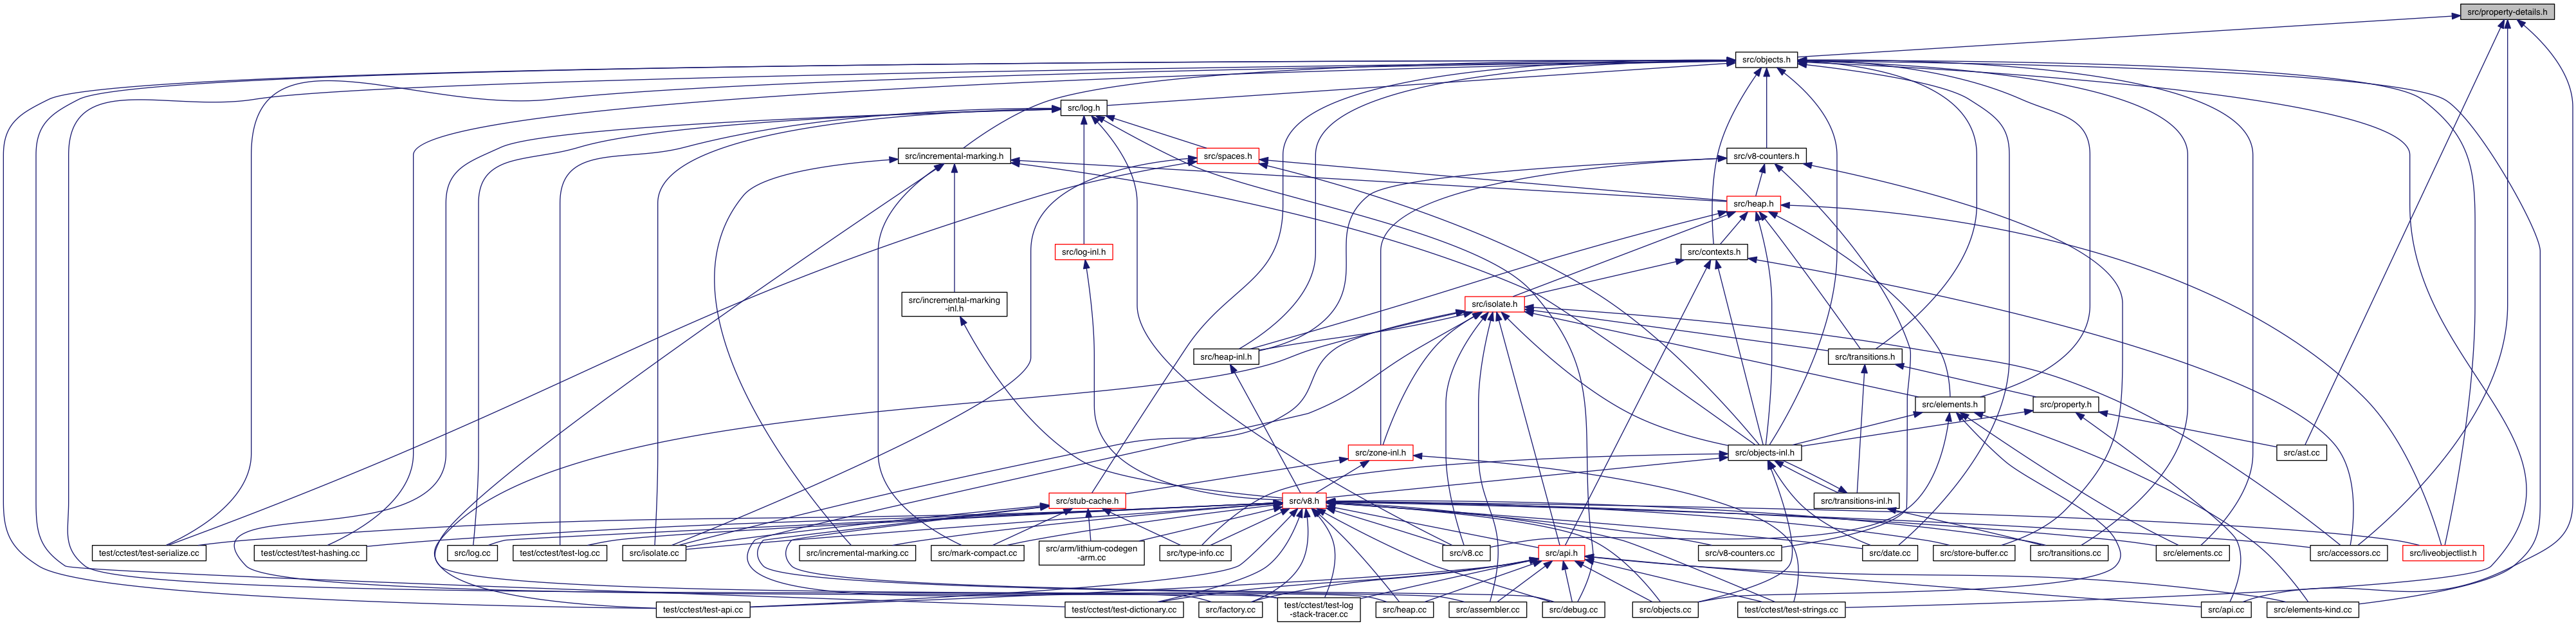 src/property-details.h
src/objects.h
src/log.h
src/incremental-marking.h
src/spaces.h
src/v8-counters.h
src/heap.h
src/log-inl.h
src/contexts.h
src/incremental-marking
-inl.h
src/isolate.h
src/heap-inl.h
src/transitions.h
src/elements.h
src/property.h
src/zone-inl.h
src/objects-inl.h
src/ast.cc
src/stub-cache.h
src/v8.h
src/transitions-inl.h
test/cctest/test-serialize.cc
test/cctest/test-hashing.cc
src/log.cc
test/cctest/test-log.cc
src/isolate.cc
src/incremental-marking.cc
src/mark-compact.cc
src/arm/lithium-codegen
-arm.cc
src/type-info.cc
src/v8.cc
src/api.h
src/v8-counters.cc
src/date.cc
src/store-buffer.cc
src/transitions.cc
src/elements.cc
src/accessors.cc
src/liveobjectlist.h
test/cctest/test-api.cc
test/cctest/test-dictionary.cc
src/factory.cc
test/cctest/test-log
-stack-tracer.cc
src/heap.cc
src/assembler.cc
src/debug.cc
src/objects.cc
test/cctest/test-strings.cc
src/api.cc
src/elements-kind.cc